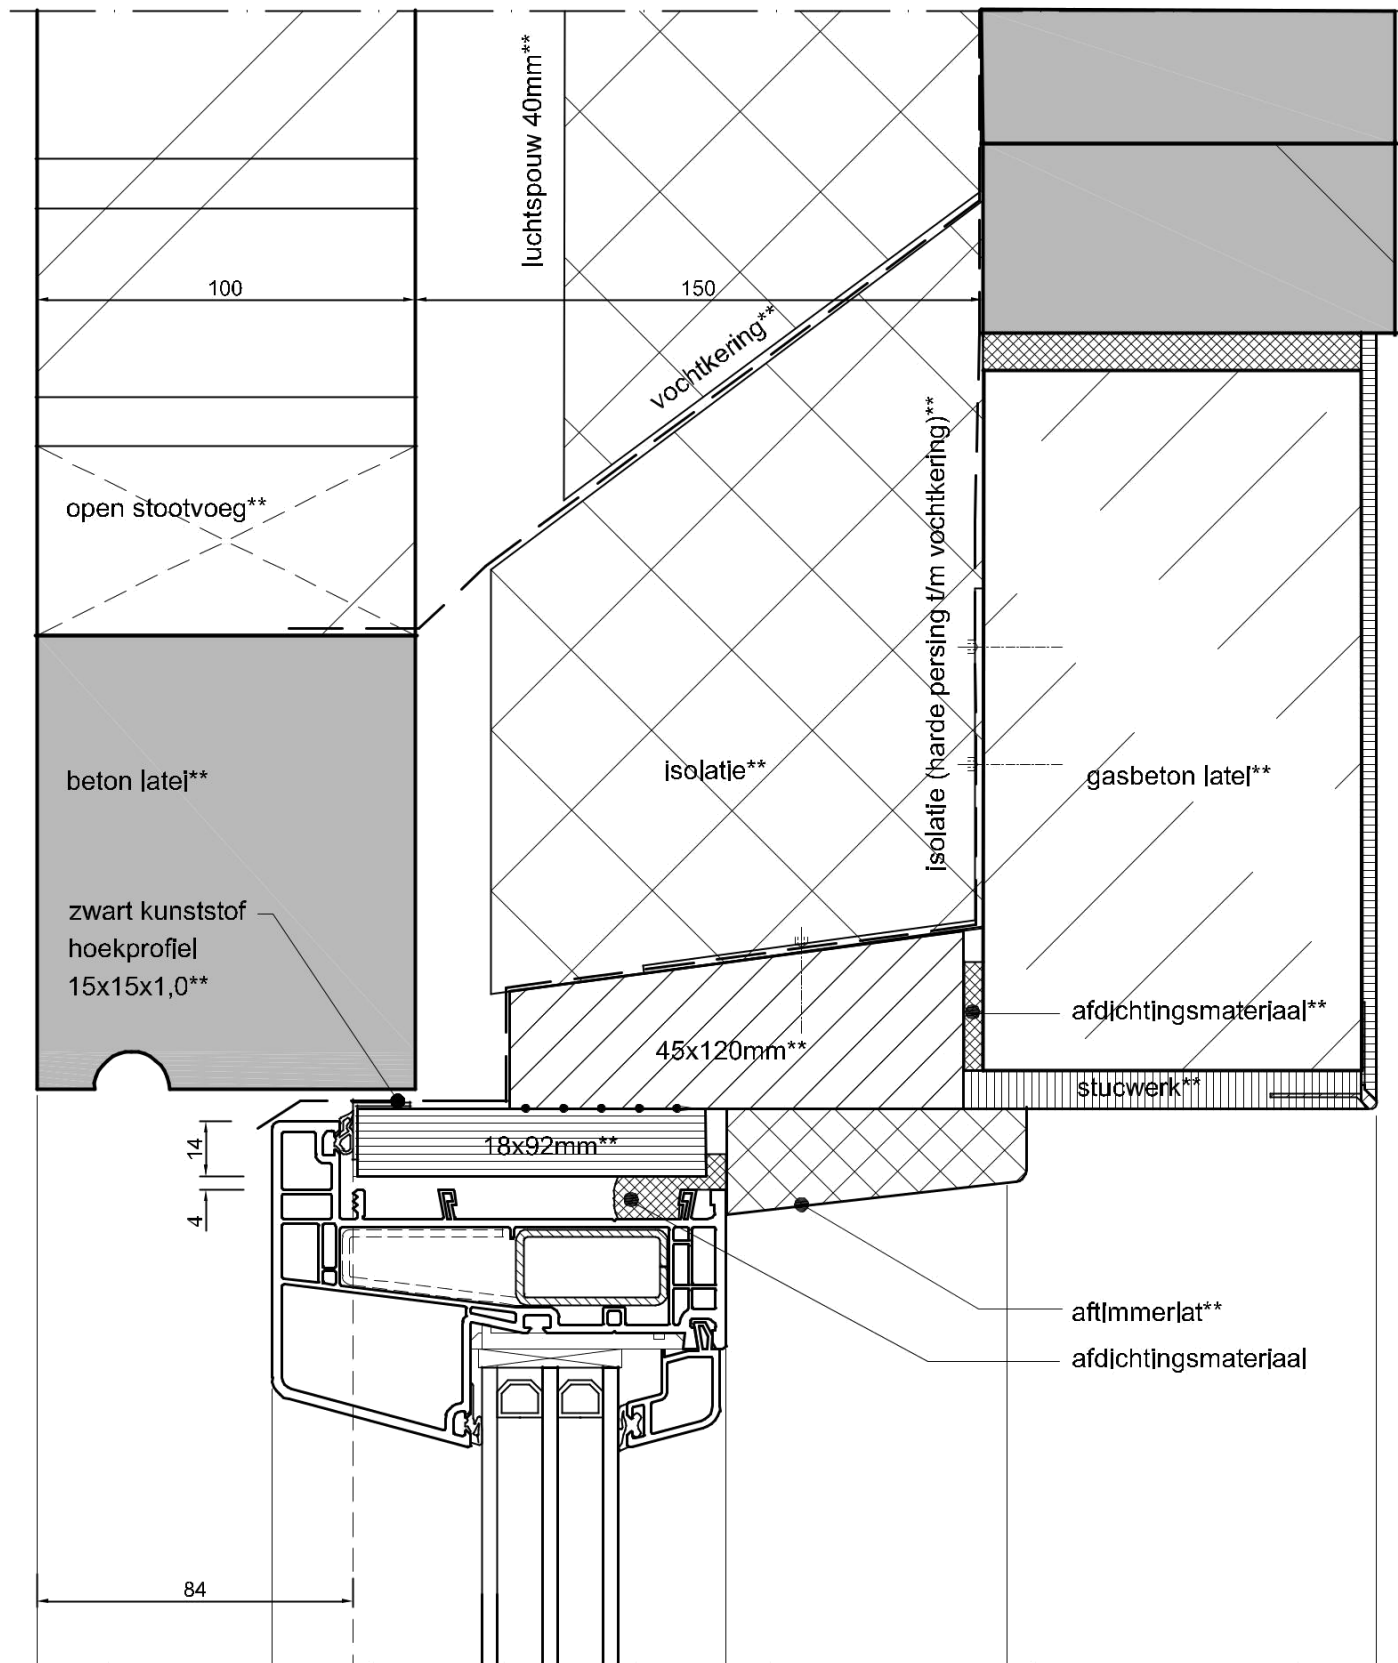 luchtspouw 40mm**
100
150
vochtkering**
isolatie (harde persing t/m vochtkering)**
open stootvoeg**
beton latei**
isolatie**
gasbeton latei**
zwart kunststof
hoekprofiel
15x15x1,0**
afdichtingsmateriaal**
45x120mm**
stucwerk**
14
18x92mm**
4
aftimmerlat**
afdichtingsmateriaal
84